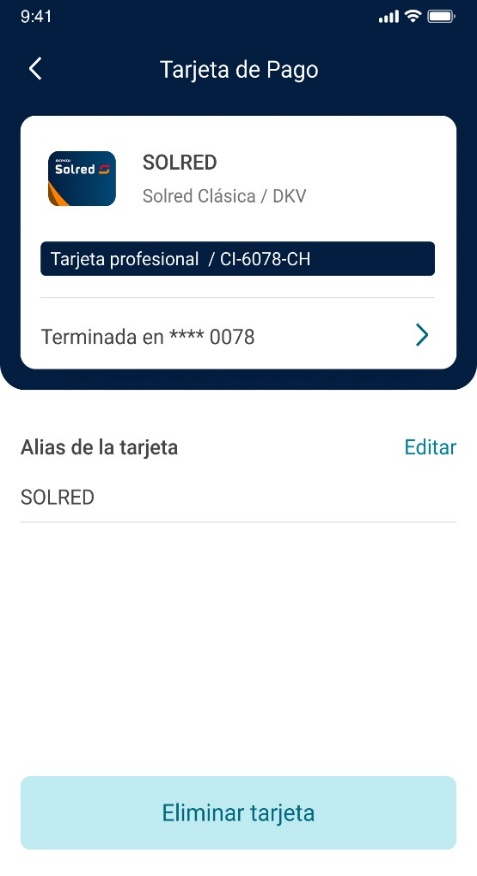 9:41
Tarjeta de Pago
Solred
SOLRED
Solred Clásica / DKV
Tarjeta profesional / CI-6078-CH
Terminada en **** 0078
Alias de la tarjeta
Editar
SOLRED
Eliminar tarjeta